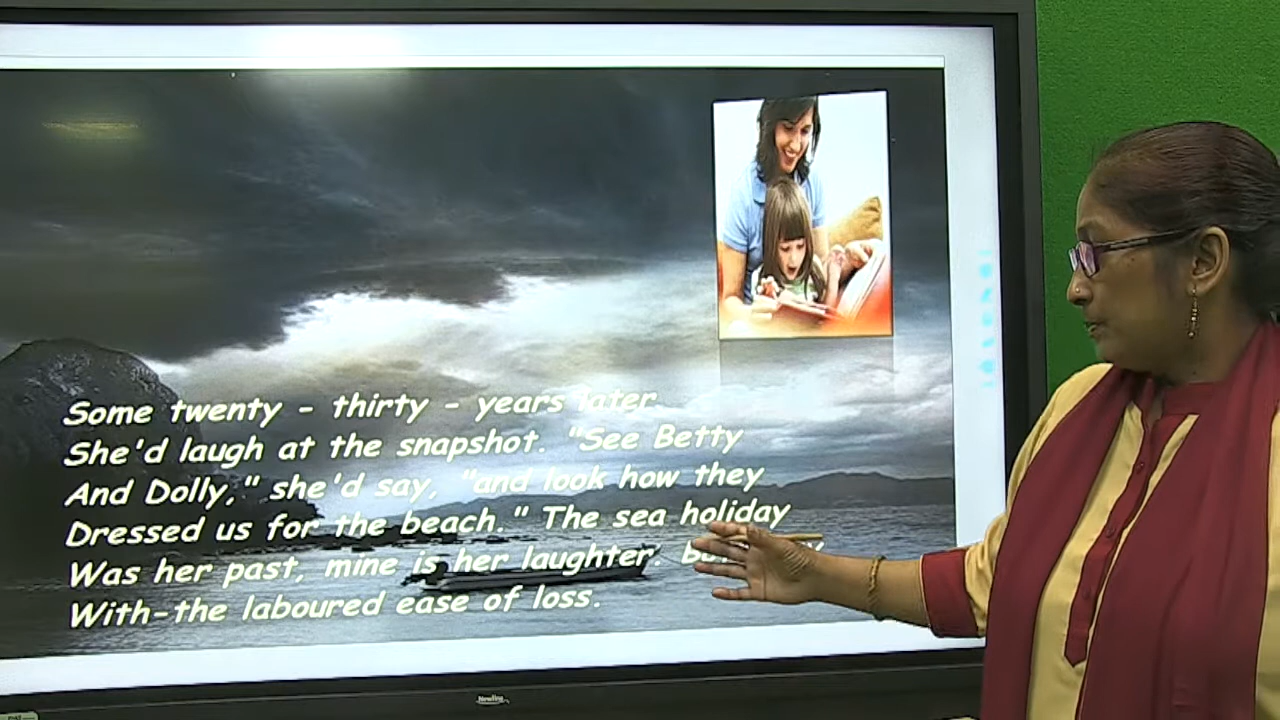 Some twenty - thirty - years later.
She'd laugh at the snapshot. "See Betty
And Dolly," she'd say, "and look how they
Dressed us for the beach." The sea holiday
Was her past, mine is her laughter.
With-the laboured ease of loss.
Newline